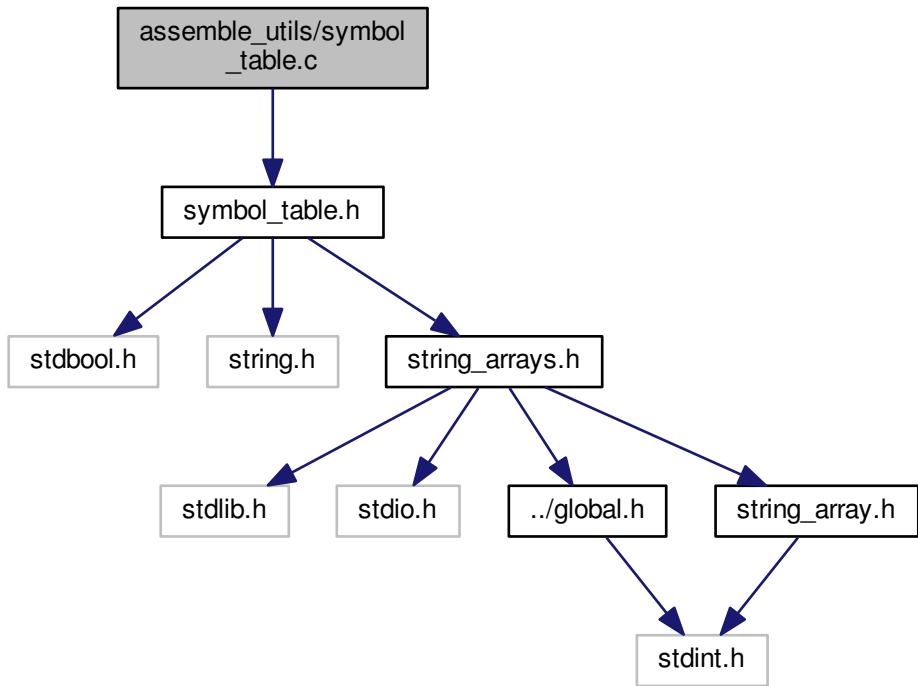 assemble_utils/symbol
_table.c
symbol_table.h
stdbool.h
string.h
string_arrays.h
stdlib.h
stdio.h
../global.h
string_array.h
stdint.h